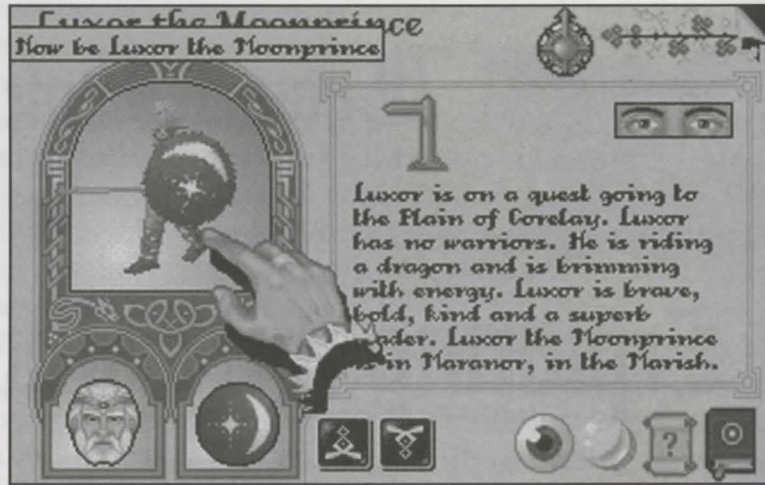 Luxor the Moonprince
Now be Luxor the Moonprince
Luxor is on a quest going to
the Plain of Corelay. Luxor
has no warriors. He is riding
a dragon and is brimming
with energy. Luxor is brave,
bold, kind and a superb
leader. Luxor the Moonprince
is in Maranor, in the Marish.
?